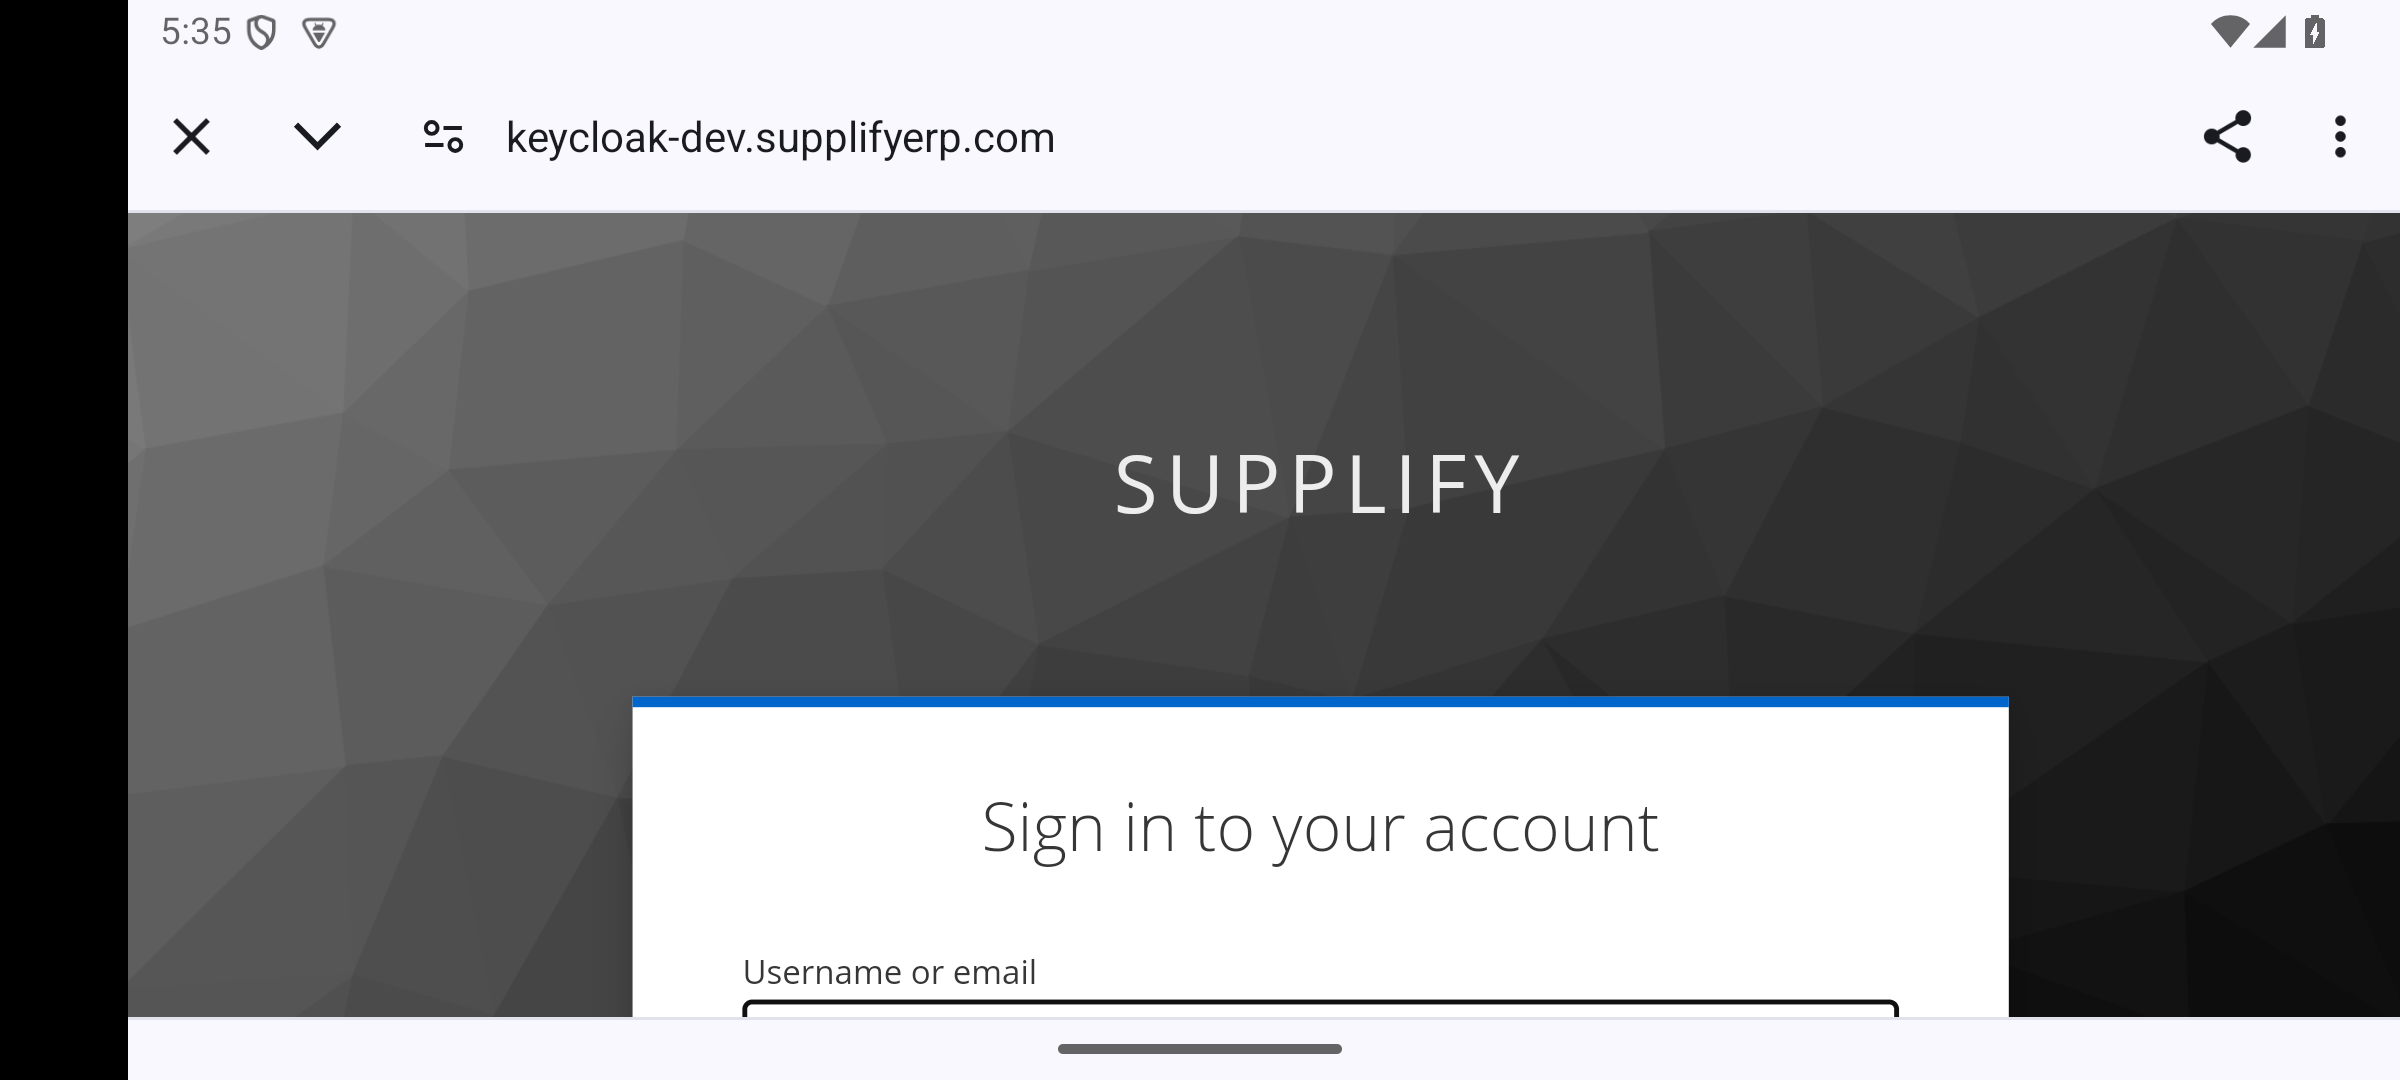 5:35
keycloak-dev.supplifyerp.com
SUPPLIFY
Sign in to your account
Username or email